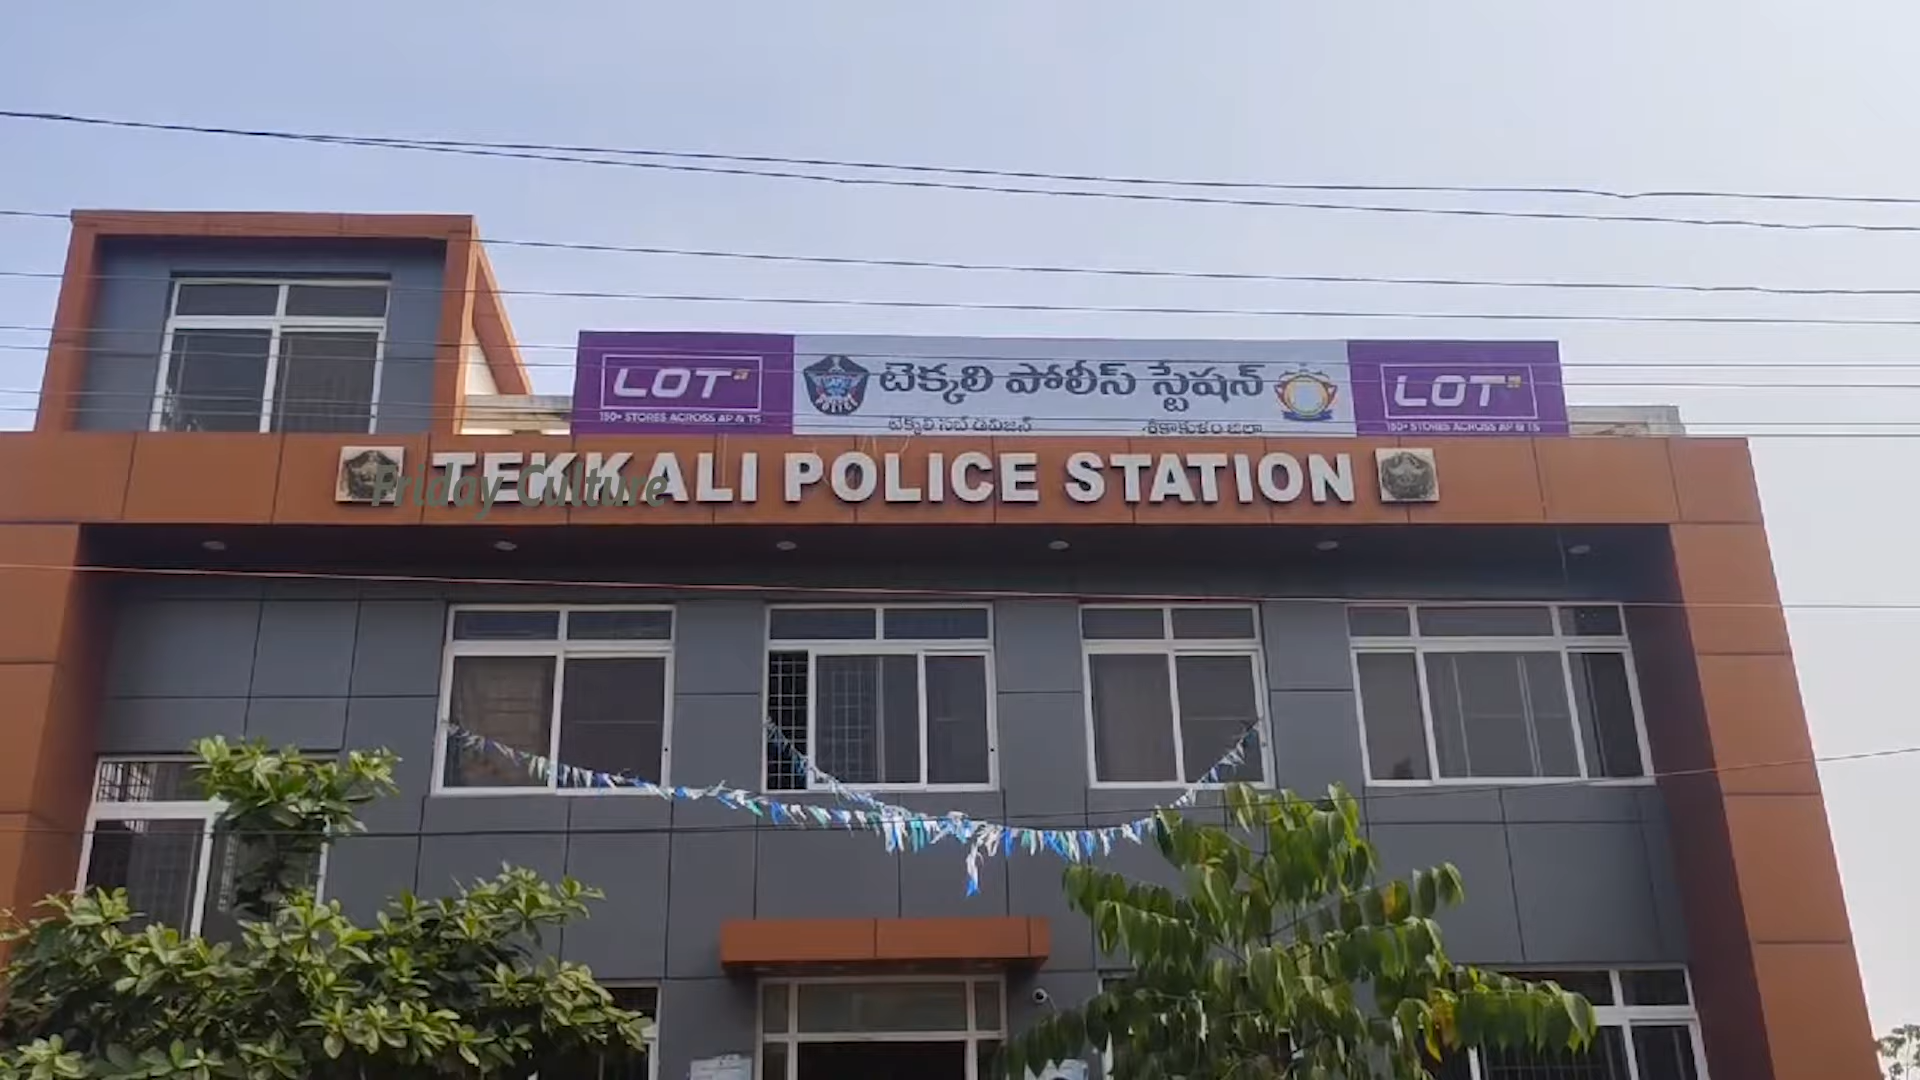 LOT
150+ STORES ACROSS AP & TS
POLICE
టెక్కలి పోలీస్ స్టేషన్
టెక్కలి సబ్ డివిజన్
శ్రీకాకుళం జిల్లా
LOT
150+ STORES ACROSS AP & TS
TEKKALI POLICE STATION
Friday Culture